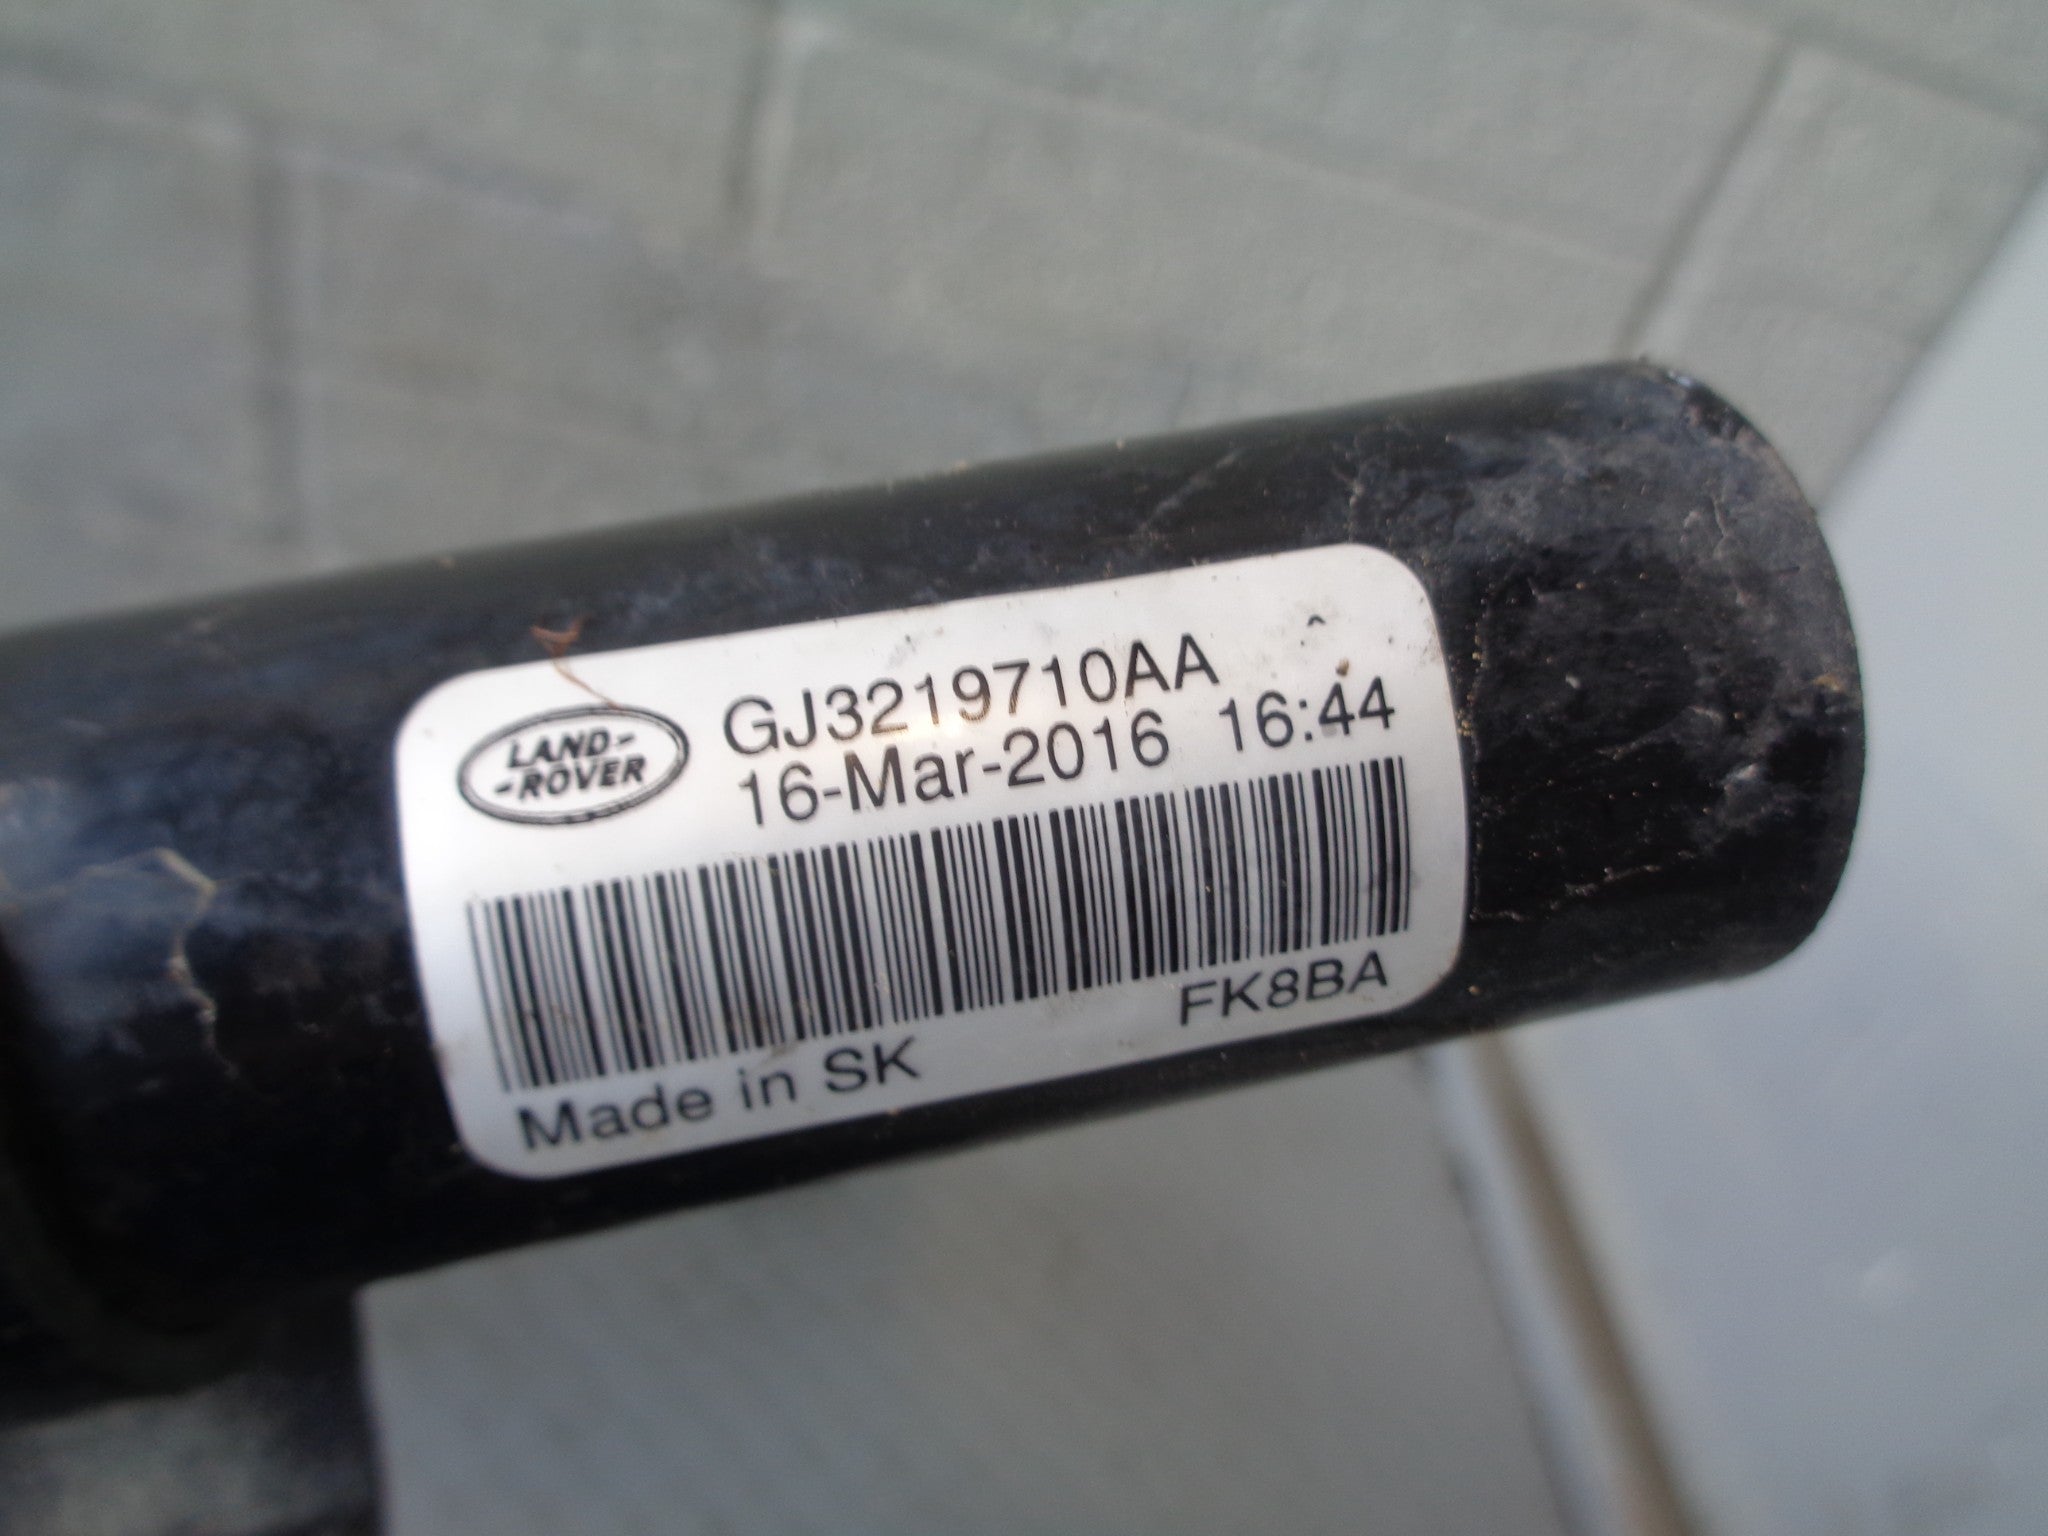 LAND-
-ROVER
GJ3219710AA
16-Mar-2016 16:44
FK8BA
Made in SK